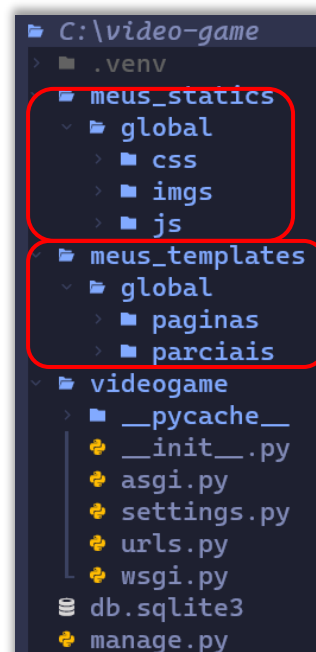 C:\video-game
.venv
meus_statics
global
css
imgs
js
meus_templates
global
paginas
parciais
videogame
__pycache__
__init__.py
asgi.py
settings.py
urls.py
wsgi.py
db.sqlite3
manage.py